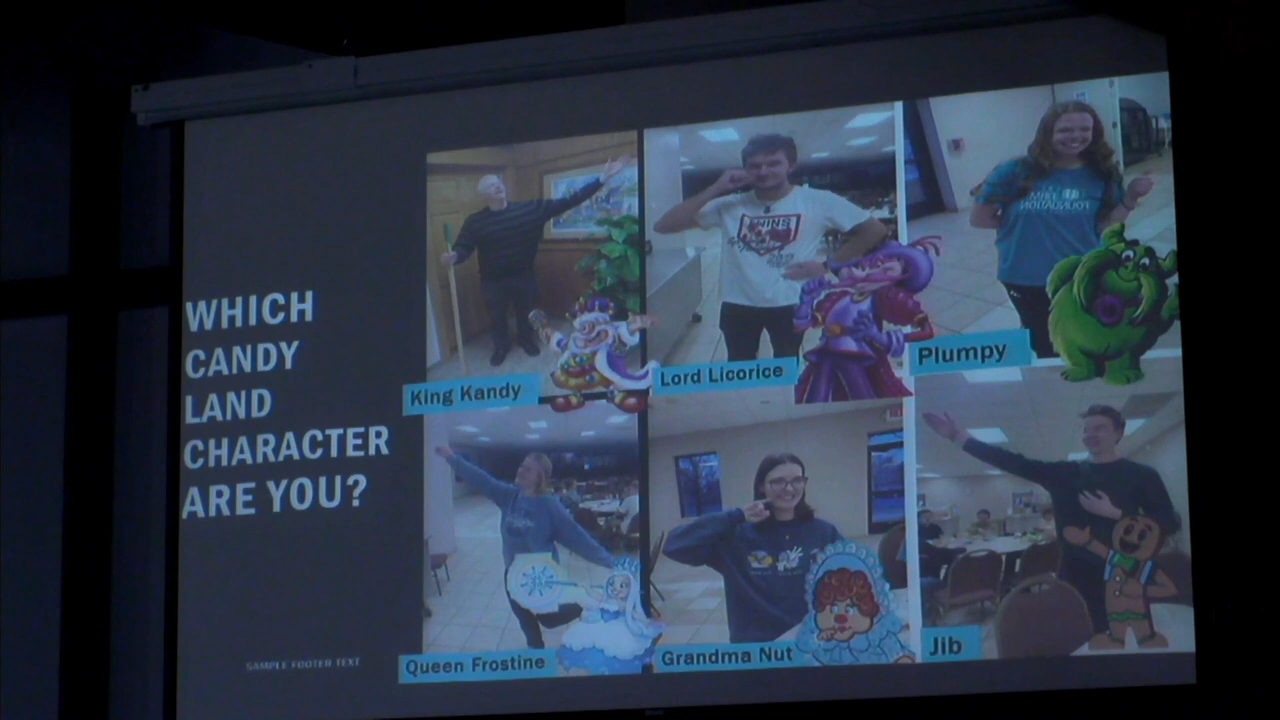 WHICH
CANDY
LAND
CHARACTER
ARE YOU?
King Kandy
Lord Licorice
Plumpy
Queen Frostine
Grandma Nut
Jib
SAMPLE FOOTER TEXT
TWINS